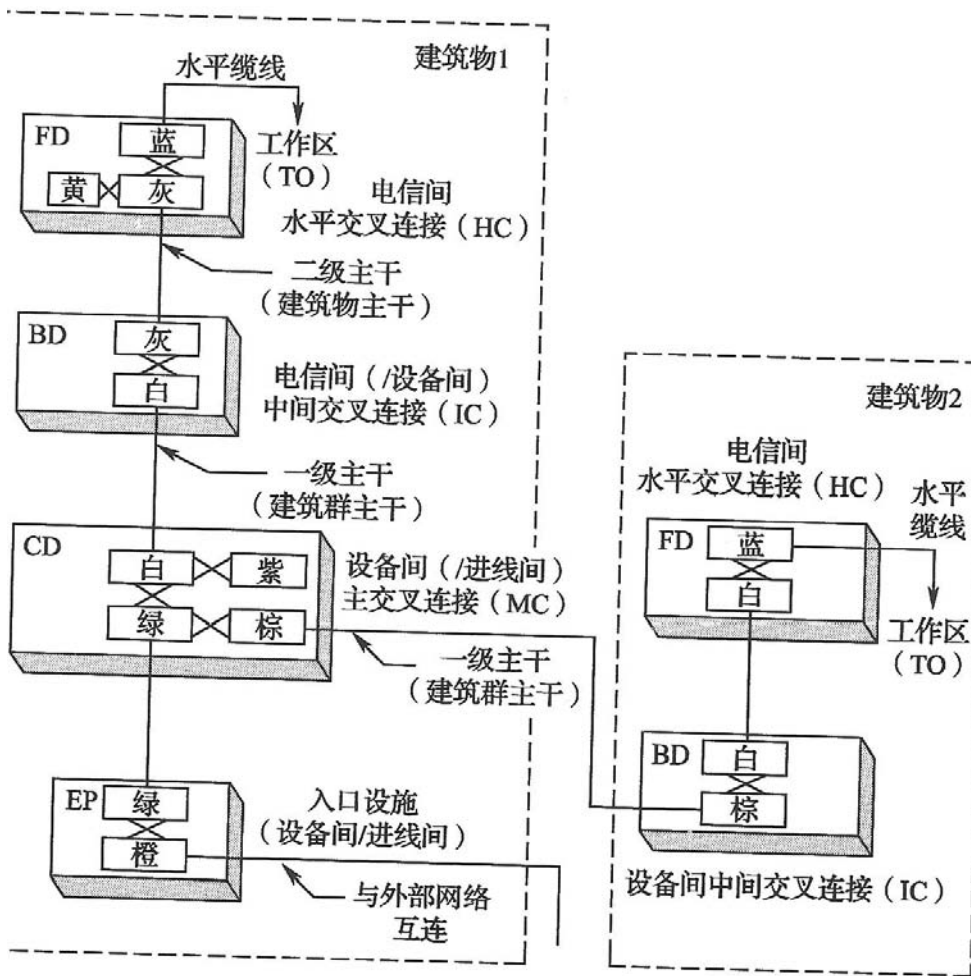 建筑物1
水平缆线
FD
蓝
黄
灰
工作区
（TO）
电信间
水平交叉连接（HC）
二级主干
（建筑物主干）
BD
灰
白
电信间（/设备间）
中间交叉连接（IC）
一级主干
（建筑群主干）
CD
白
紫
绿
棕
设备间（/进线间）
主交叉连接（MC）
一级主干
（建筑群主干）
EP
绿
橙
入口设施
（设备间/进线间）
与外部网络
互连
建筑物2
电信间
水平交叉连接（HC）
水平
缆线
FD
蓝
白
工作区
（TO）
BD
白
棕
设备间中间交叉连接（IC）